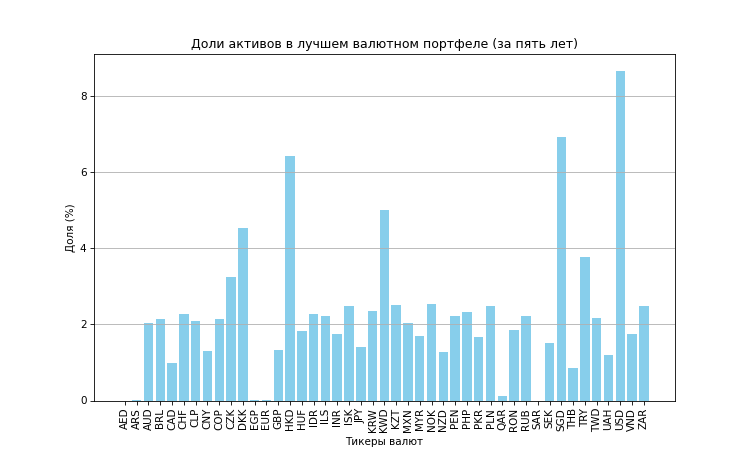 Доли активов в лучшем валютном портфеле (за пять лет)
Доля (%)
8
6
4
2
0
AED ARS AUD BRL CAD CHF CLP CNY COP CZK DKK EGP EUR GBP HKD HUF IDR ILS INR ISK JPY KRW KWD KZT MXN MYR NOK NZD PEN PHP PKR PLN QAR RON RUB SAR SEK SGD THB TRY TWD UAH USD VND ZAR
Тикеры валют